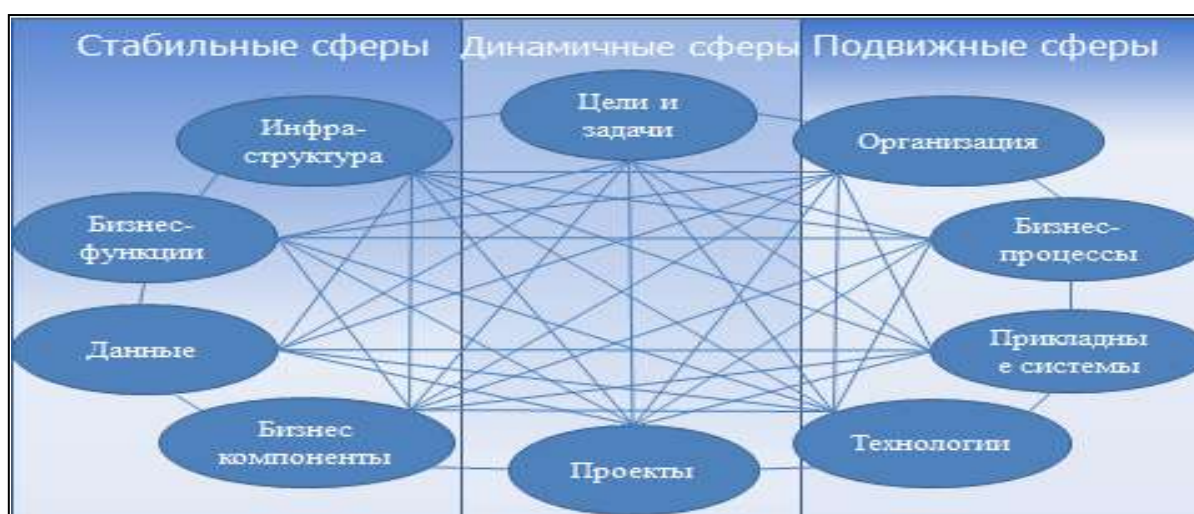 Стабильные сферы
Динамичные сферы
Подвижные сферы
Инфра-
структура
Цели и
задачи
Организация
Бизнес-
функции
Бизнес-
процессы
Данные
Прикладны
е системы
Бизнес
компоненты
Проекты
Технологии